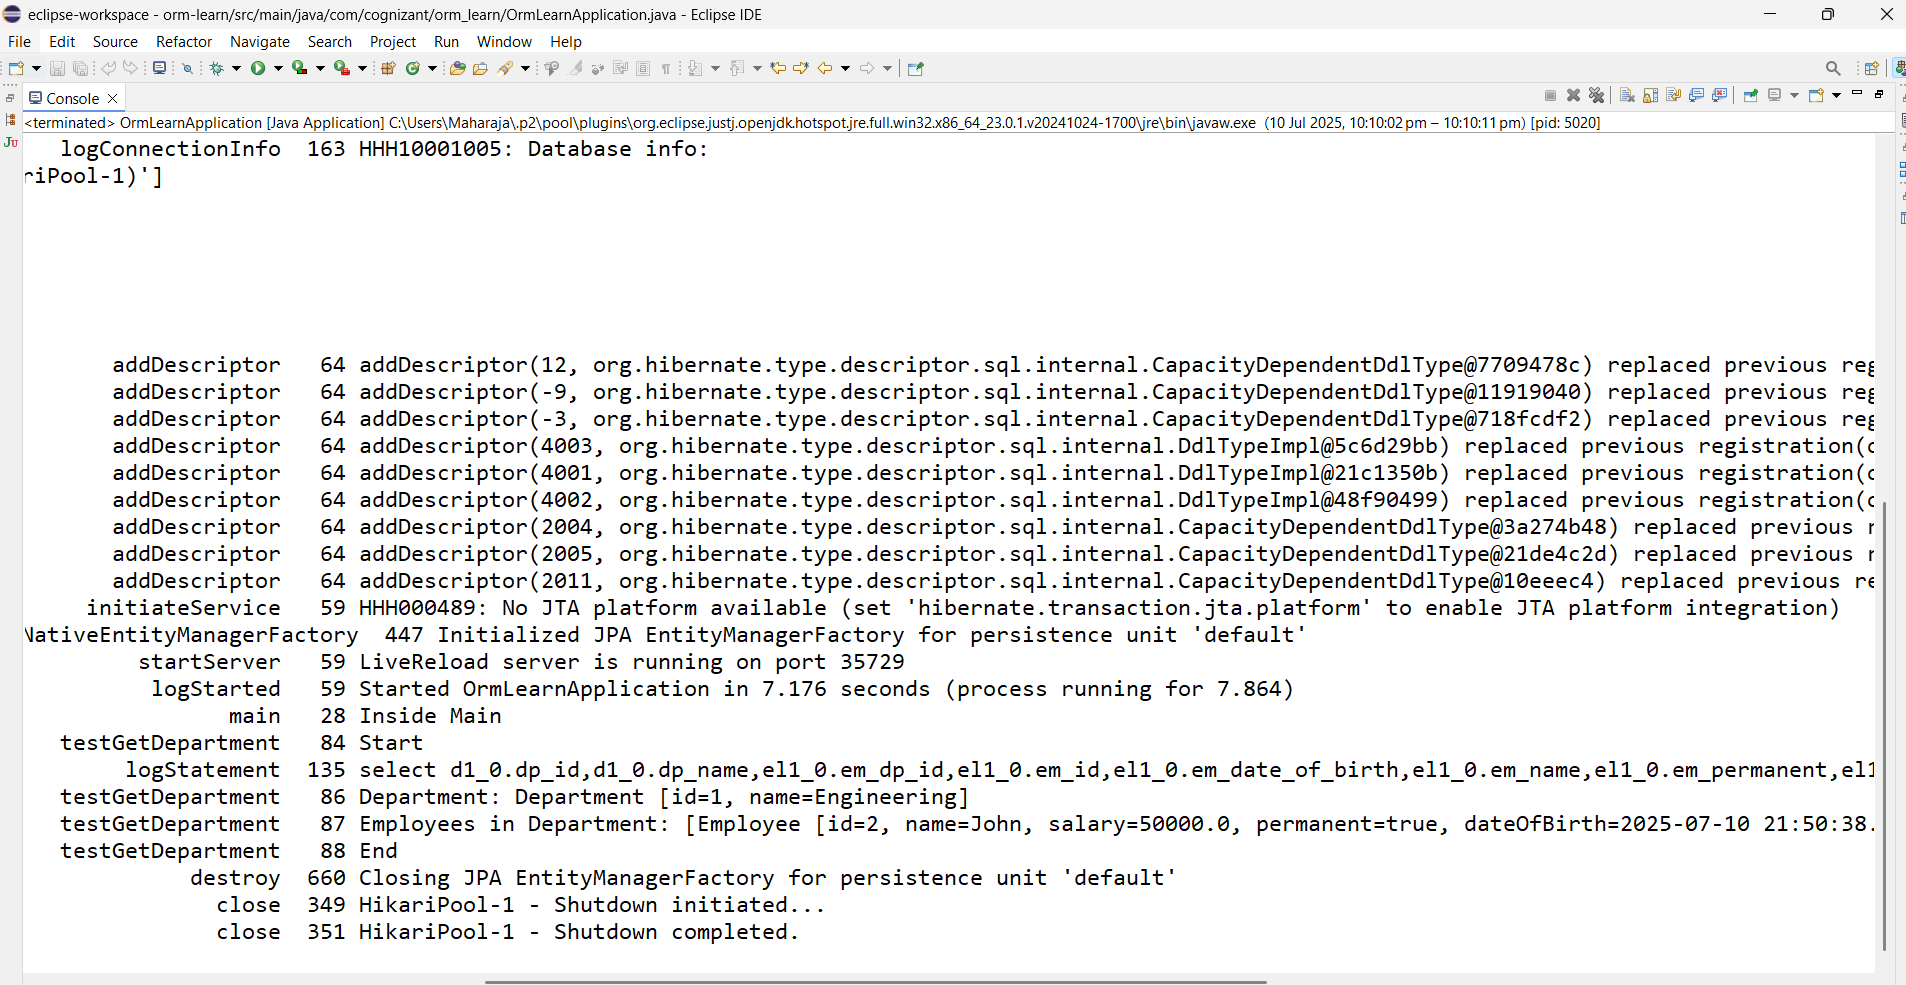 eclipse-workspace - orm-learn/src/main/java/com/cognizant/orm_learn/OrmLearnApplication.java - Eclipse IDE
File Edit Source Refactor Navigate Search Project Run Window Help
Console
<terminated> OrmLearnApplication [Java Application] C:\Users\Maharaja\.p2\pool\plugins\org.eclipse.justj.openjdk.hotspot.jre.full.win32.x86_64_23.0.1.v20241024-1700\jre\bin\javaw.exe (10 Jul 2025, 10:10:02 pm – 10:10:11 pm) [pid: 5020]
logConnectionInfo 163 HHH10001005: Database info:
riPool-1)']
addDescriptor 64 addDescriptor(12, org.hibernate.type.descriptor.sql.internal.CapacityDependentDdlType@7709478c) replaced previous reg
addDescriptor 64 addDescriptor(-9, org.hibernate.type.descriptor.sql.internal.CapacityDependentDdlType@11919040) replaced previous reg
addDescriptor 64 addDescriptor(-3, org.hibernate.type.descriptor.sql.internal.CapacityDependentDdlType@718fcdf2) replaced previous reg
addDescriptor 64 addDescriptor(4003, org.hibernate.type.descriptor.sql.internal.DdlTypeImpl@5c6d29bb) replaced previous registration(c
addDescriptor 64 addDescriptor(4001, org.hibernate.type.descriptor.sql.internal.DdlTypeImpl@21c1350b) replaced previous registration(c
addDescriptor 64 addDescriptor(4002, org.hibernate.type.descriptor.sql.internal.DdlTypeImpl@48f90499) replaced previous registration(c
addDescriptor 64 addDescriptor(2004, org.hibernate.type.descriptor.sql.internal.CapacityDependentDdlType@3a274b48) replaced previous r
addDescriptor 64 addDescriptor(2005, org.hibernate.type.descriptor.sql.internal.CapacityDependentDdlType@21de4c2d) replaced previous r
addDescriptor 64 addDescriptor(2011, org.hibernate.type.descriptor.sql.internal.CapacityDependentDdlType@10eeec4) replaced previous re
initiateService 59 HHH000489: No JTA platform available (set 'hibernate.transaction.jta.platform' to enable JTA platform integration)
NativeEntityManagerFactory 447 Initialized JPA EntityManagerFactory for persistence unit 'default'
startServer 59 LiveReload server is running on port 35729
logStarted 59 Started OrmLearnApplication in 7.176 seconds (process running for 7.864)
main 28 Inside Main
testGetDepartment 84 Start
logStatement 135 select d1_0.dp_id,d1_0.dp_name,el1_0.em_dp_id,el1_0.em_id,el1_0.em_date_of_birth,el1_0.em_name,el1_0.em_permanent,el1
testGetDepartment 86 Department: Department [id=1, name=Engineering]
testGetDepartment 87 Employees in Department: [Employee [id=2, name=John, salary=50000.0, permanent=true, dateOfBirth=2025-07-10 21:50:38.
testGetDepartment 88 End
destroy 660 Closing JPA EntityManagerFactory for persistence unit 'default'
close 349 HikariPool-1 - Shutdown initiated...
close 351 HikariPool-1 - Shutdown completed.